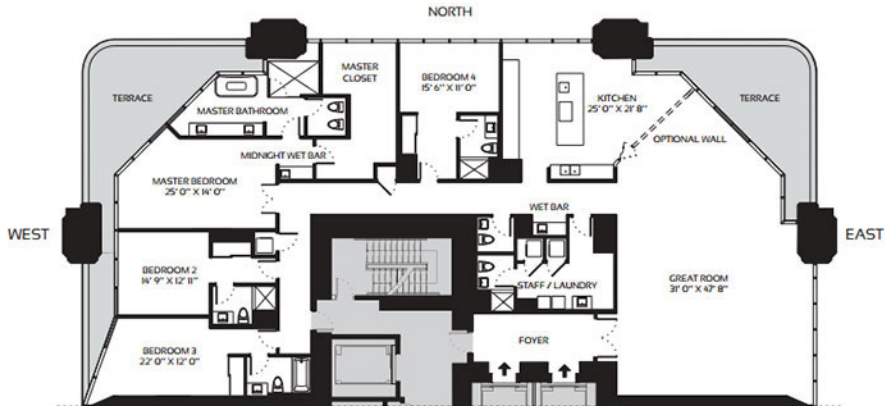 NORTH
MASTER
CLOSET
BEDROOM 4
15' 6" X 11' 0"
TERRACE
KITCHEN
25' 0" X 21' 8"
TERRACE
MASTER BATHROOM
OPTIONAL WALL
MIDNIGHT WET BAR
MASTER BEDROOM
25' 0" X 14' 0"
WET BAR
WEST
EAST
BEDROOM 2
14' 9" X 12' 11"
GREAT ROOM
31' 0" X 47' 8"
STAFF / LAUNDRY
FOYER
BEDROOM 3
22' 0" X 12' 0"